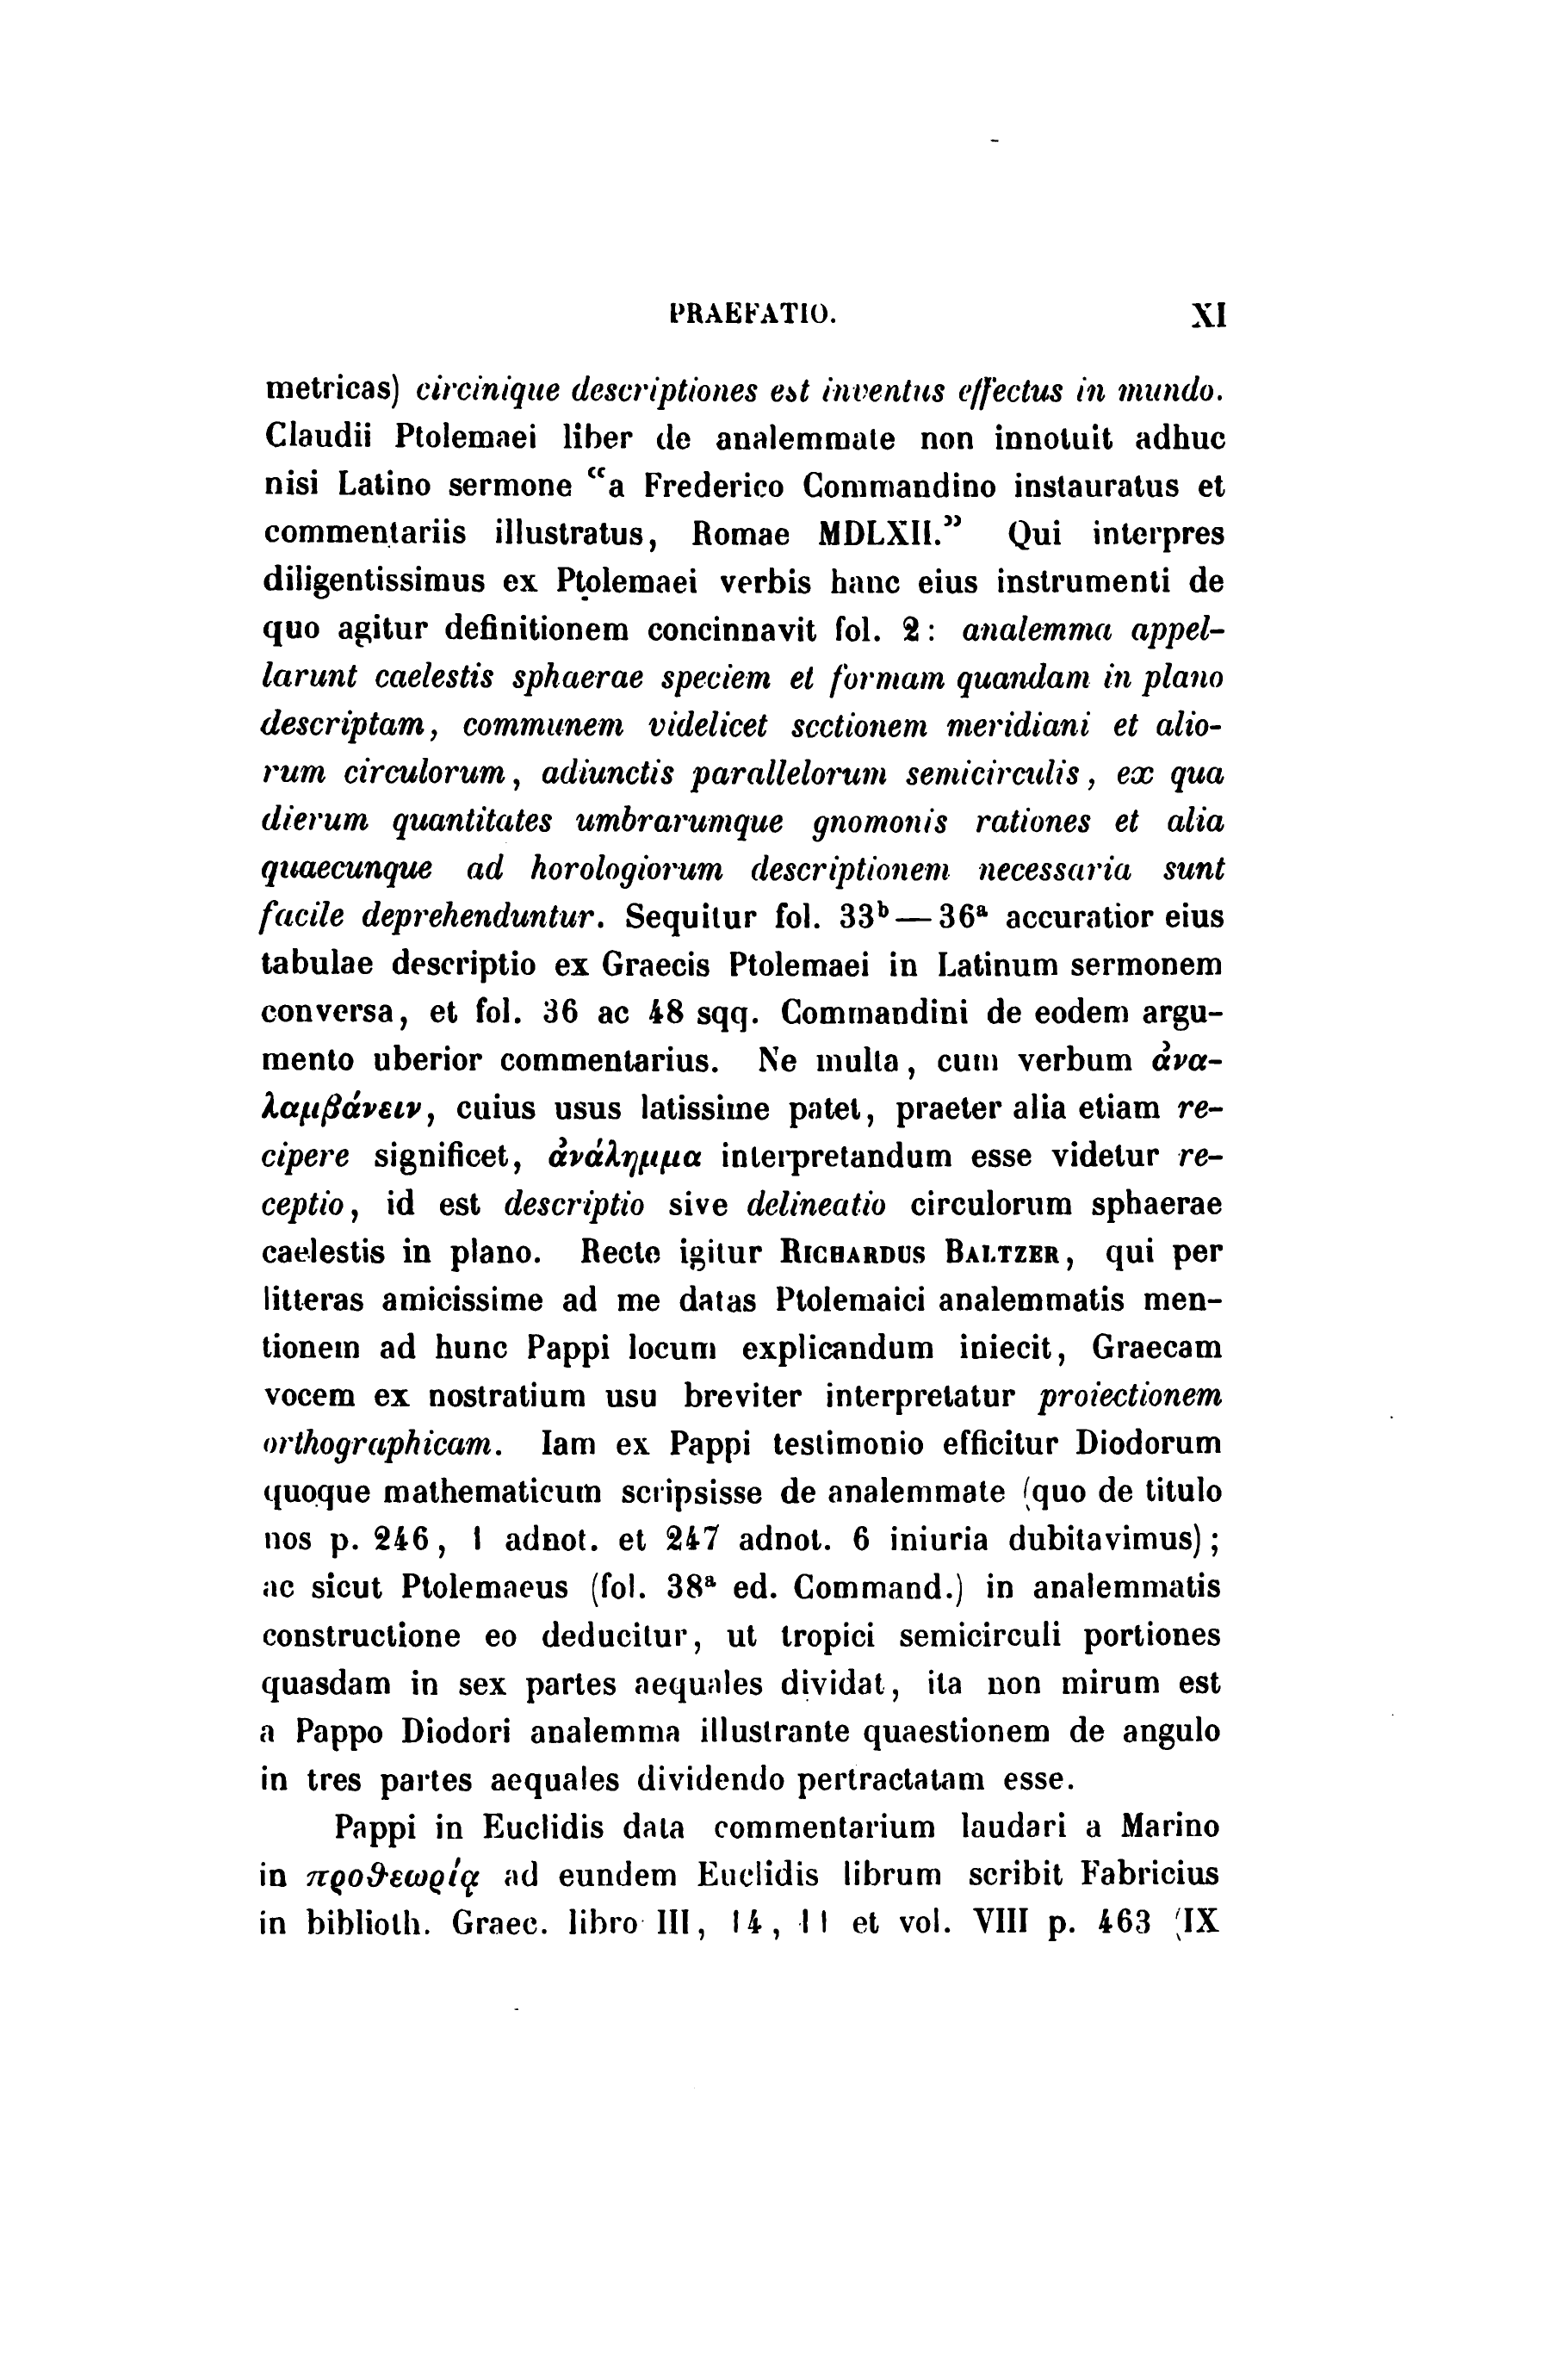 PRAEFATIO. XI
metricas) circinique descriptiones est inventus effectus in mundo.
Claudii Ptolemaei liber de analemmate non innotuit adhuc
nisi Latino sermone “a Frederico Commandino instauratus et
commentariis illustratus, Romae MDLXII.” Qui interpres
diligentissimus ex Ptolemaei verbis hanc eius instrumenti de
quo agitur definitionem concinnavit fol. 2: analemma appel-
larunt caelestis sphaerae speciem et formam quandam in plano
descriptam, communem videlicet sectionem meridiani et alio-
rum circulorum, adiunctis parallelorum semicirculis, ex qua
dierum quantitates umbrarumque gnomonis rationes et alia
quaecunque ad horologiorum descriptionem necessaria sunt
facile deprehenduntur. Sequitur fol. 33ᵇ—36ᵃ accuratior eius
tabulae descriptio ex Graecis Ptolemaei in Latinum sermonem
conversa, et fol. 36 ac 48 sqq. Commandini de eodem argu-
mento uberior commentarius. Ne multa, cum verbum ἀνα-
λαμβάνειν, cuius usus latissime patet, praeter alia etiam re-
cipere significet, ἀνάλημμα interpretandum esse videtur re-
ceptio, id est descriptio sive delineatio circulorum sphaerae
caelestis in plano. Recte igitur RICHARDUS BALTZER, qui per
litteras amicissime ad me datas Ptolemaici analemmatis men-
tionem ad hunc Pappi locum explicandum iniecit, Graecam
vocem ex nostratium usu breviter interpretatur proiectionem
orthographicam. Iam ex Pappi testimonio efficitur Diodorum
quoque mathematicum scripsisse de analemmate (quo de titulo
nos p. 246, 1 adnot. et 247 adnot. 6 iniuria dubitavimus);
ac sicut Ptolemaeus (fol. 38ᵃ ed. Command.) in analemmatis
constructione eo deducitur, ut tropici semicirculi portiones
quasdam in sex partes aequales dividat, ita non mirum est
a Pappo Diodori analemma illustrante quaestionem de angulo
in tres partes aequales dividendo pertractatam esse.
Pappi in Euclidis data commentarium laudari a Marino
in προθεωρίᾳ ad eundem Euclidis librum scribit Fabricius
in biblioth. Graec. libro III, 14, 11 et vol. VIII p. 463 (IX